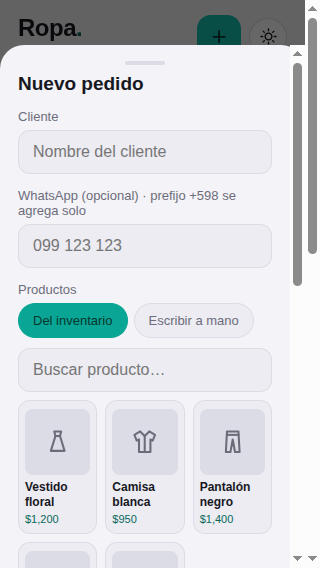 Ropa.
Nuevo pedido
Cliente
Nombre del cliente
WhatsApp (opcional) · prefijo +598 se
agrega solo
099 123 123
Productos
Del inventario
Escribir a mano
Buscar producto…
Vestido
floral
$1,200
Camisa
blanca
$950
Pantalón
negro
$1,400